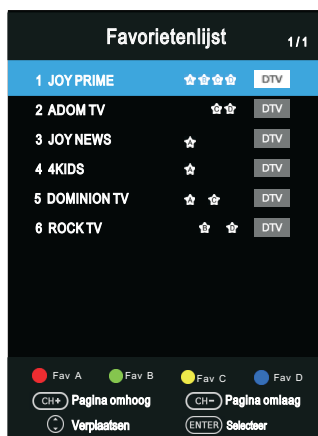 Favorietenlijst 1/1
1 JOY PRIME A B C D DTV
2 ADOM TV C D DTV
3 JOY NEWS A DTV
4 4KIDS A DTV
5 DOMINION TV A C DTV
6 ROCK TV B D DTV
Fav A Fav B Fav C Fav D
CH+ Pagina omhoog CH- Pagina omlaag
Verplaatsen ENTER Selecteer